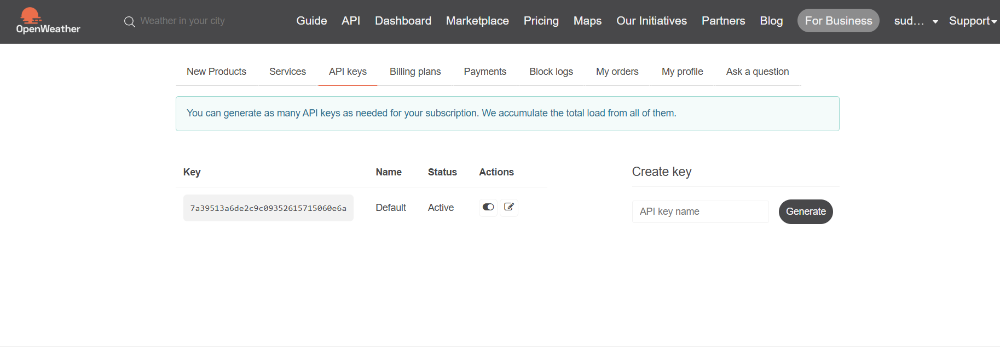 OpenWeather
Weather in your city
Guide API Dashboard Marketplace Pricing Maps Our Initiatives Partners Blog For Business sud... Support
New Products Services API keys Billing plans Payments Block logs My orders My profile Ask a question
You can generate as many API keys as needed for your subscription. We accumulate the total load from all of them.
Key Name Status Actions
7a39513a6de2c9c09352615715060e6a Default Active
Create key
API key name Generate